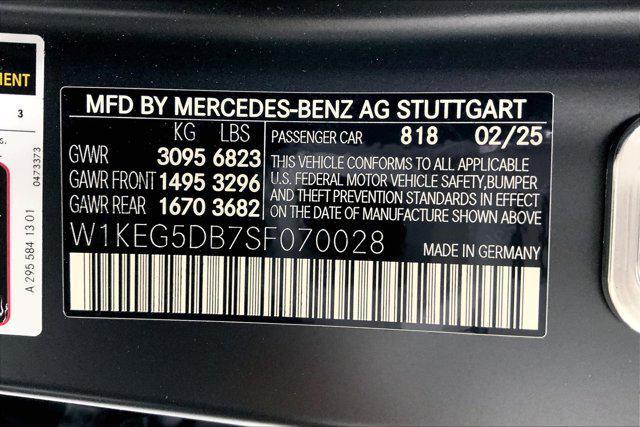 MENT
3
s.
0473373
A 295 584 13 01
MFD BY MERCEDES-BENZ AG STUTTGART
KG LBS
GVWR 3095 6823
GAWR FRONT 1495 3296
GAWR REAR 1670 3682
PASSENGER CAR 818 02/25
THIS VEHICLE CONFORMS TO ALL APPLICABLE
U.S. FEDERAL MOTOR VEHICLE SAFETY,BUMPER
AND THEFT PREVENTION STANDARDS IN EFFECT
ON THE DATE OF MANUFACTURE SHOWN ABOVE
W1KEG5DB7SF070028 MADE IN GERMANY